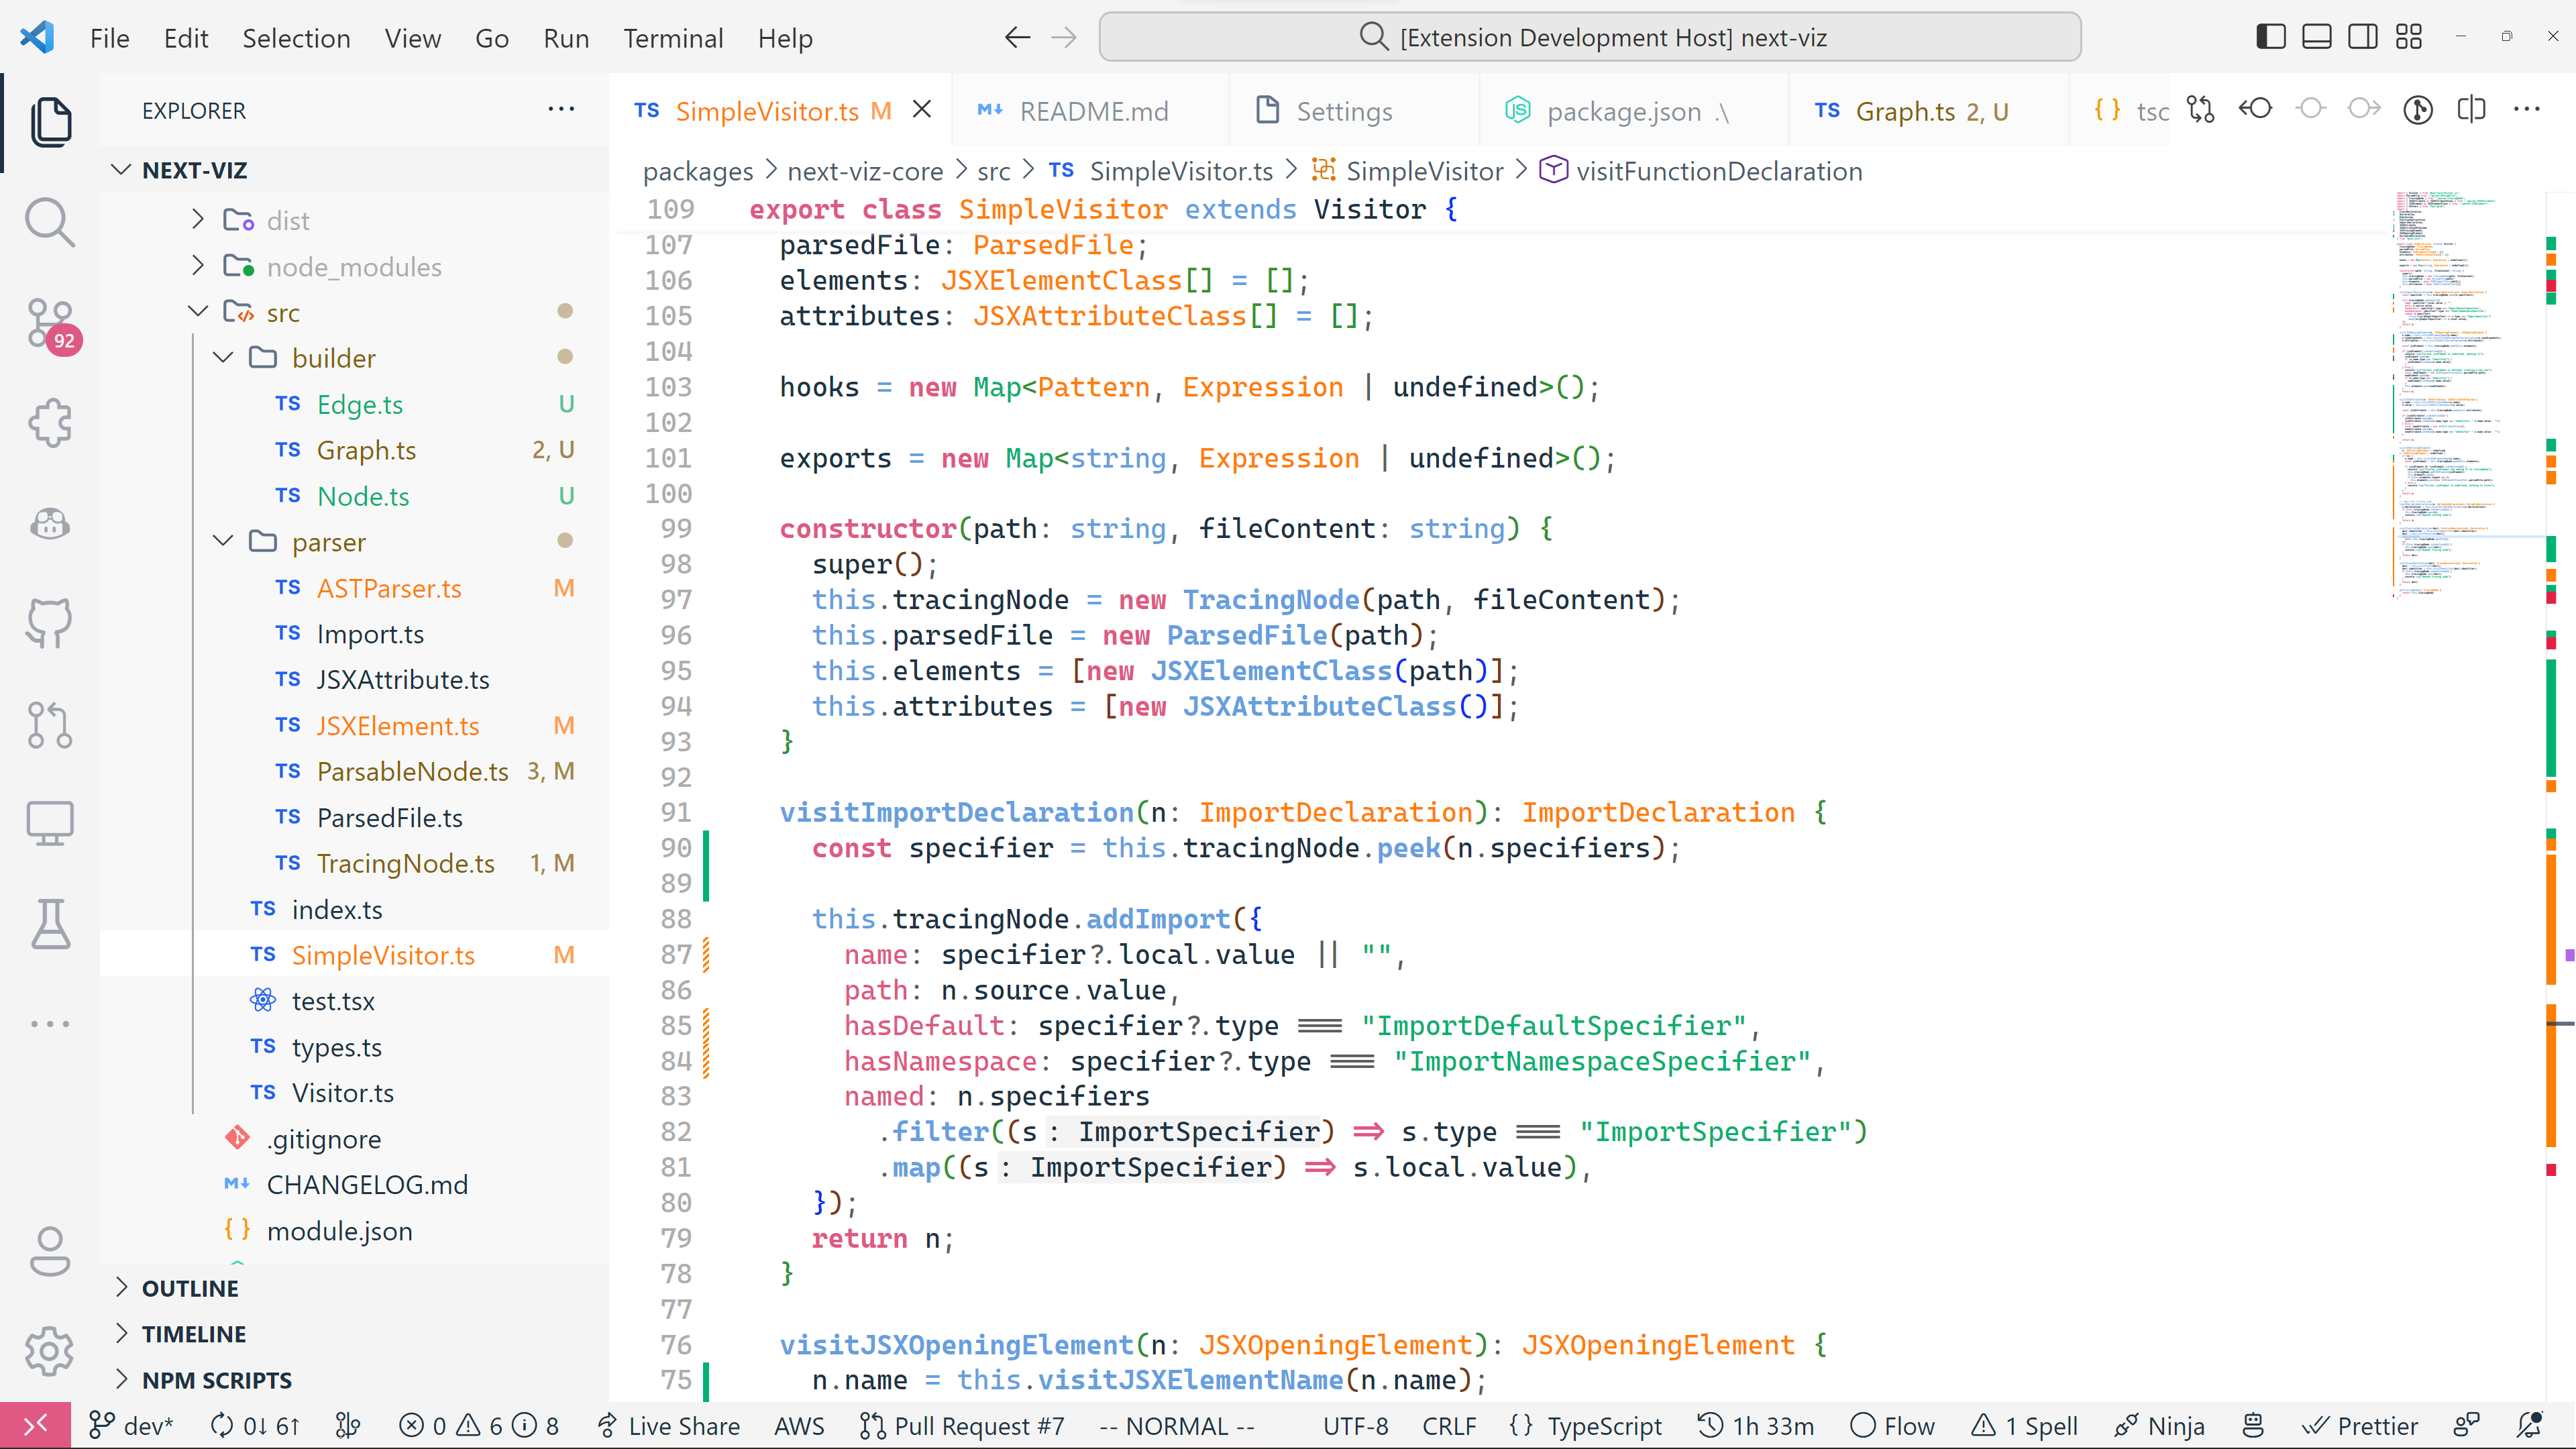 File Edit Selection View Go Run Terminal Help
[Extension Development Host] next-viz
EXPLORER
NEXT-VIZ
dist
node_modules
src
builder
TS Edge.ts U
TS Graph.ts 2, U
TS Node.ts U
parser
TS ASTParser.ts M
TS Import.ts
TS JSXAttribute.ts
TS JSXElement.ts M
TS ParsableNode.ts 3, M
TS ParsedFile.ts
TS TracingNode.ts 1, M
TS index.ts
TS SimpleVisitor.ts M
test.tsx
TS types.ts
TS Visitor.ts
.gitignore
M↓ CHANGELOG.md
{} module.json
OUTLINE
TIMELINE
NPM SCRIPTS
92
TS SimpleVisitor.ts M
M↓ README.md
Settings
package.json .\
TS Graph.ts 2, U
{} tsc
packages > next-viz-core > src > TS SimpleVisitor.ts > SimpleVisitor > visitFunctionDeclaration
109 export class SimpleVisitor extends Visitor {
107 parsedFile: ParsedFile;
106 elements: JSXElementClass[] = [];
105 attributes: JSXAttributeClass[] = [];
104
103 hooks = new Map<Pattern, Expression | undefined>();
102
101 exports = new Map<string, Expression | undefined>();
100
99 constructor(path: string, fileContent: string) {
98 super();
97 this.tracingNode = new TracingNode(path, fileContent);
96 this.parsedFile = new ParsedFile(path);
95 this.elements = [new JSXElementClass(path)];
94 this.attributes = [new JSXAttributeClass()];
93 }
92
91 visitImportDeclaration(n: ImportDeclaration): ImportDeclaration {
90 const specifier = this.tracingNode.peek(n.specifiers);
89
88 this.tracingNode.addImport({
87 name: specifier?.local.value || "",
86 path: n.source.value,
85 hasDefault: specifier?.type === "ImportDefaultSpecifier",
84 hasNamespace: specifier?.type === "ImportNamespaceSpecifier",
83 named: n.specifiers
82 .filter((s: ImportSpecifier) => s.type === "ImportSpecifier")
81 .map((s: ImportSpecifier) => s.local.value),
80 });
79 return n;
78 }
77
76 visitJSXOpeningElement(n: JSXOpeningElement): JSXOpeningElement {
75 n.name = this.visitJSXElementName(n.name);
dev* 0↓ 6↑ 0 6 8 Live Share AWS Pull Request #7 -- NORMAL -- UTF-8 CRLF {} TypeScript 1h 33m Flow 1 Spell Ninja Prettier